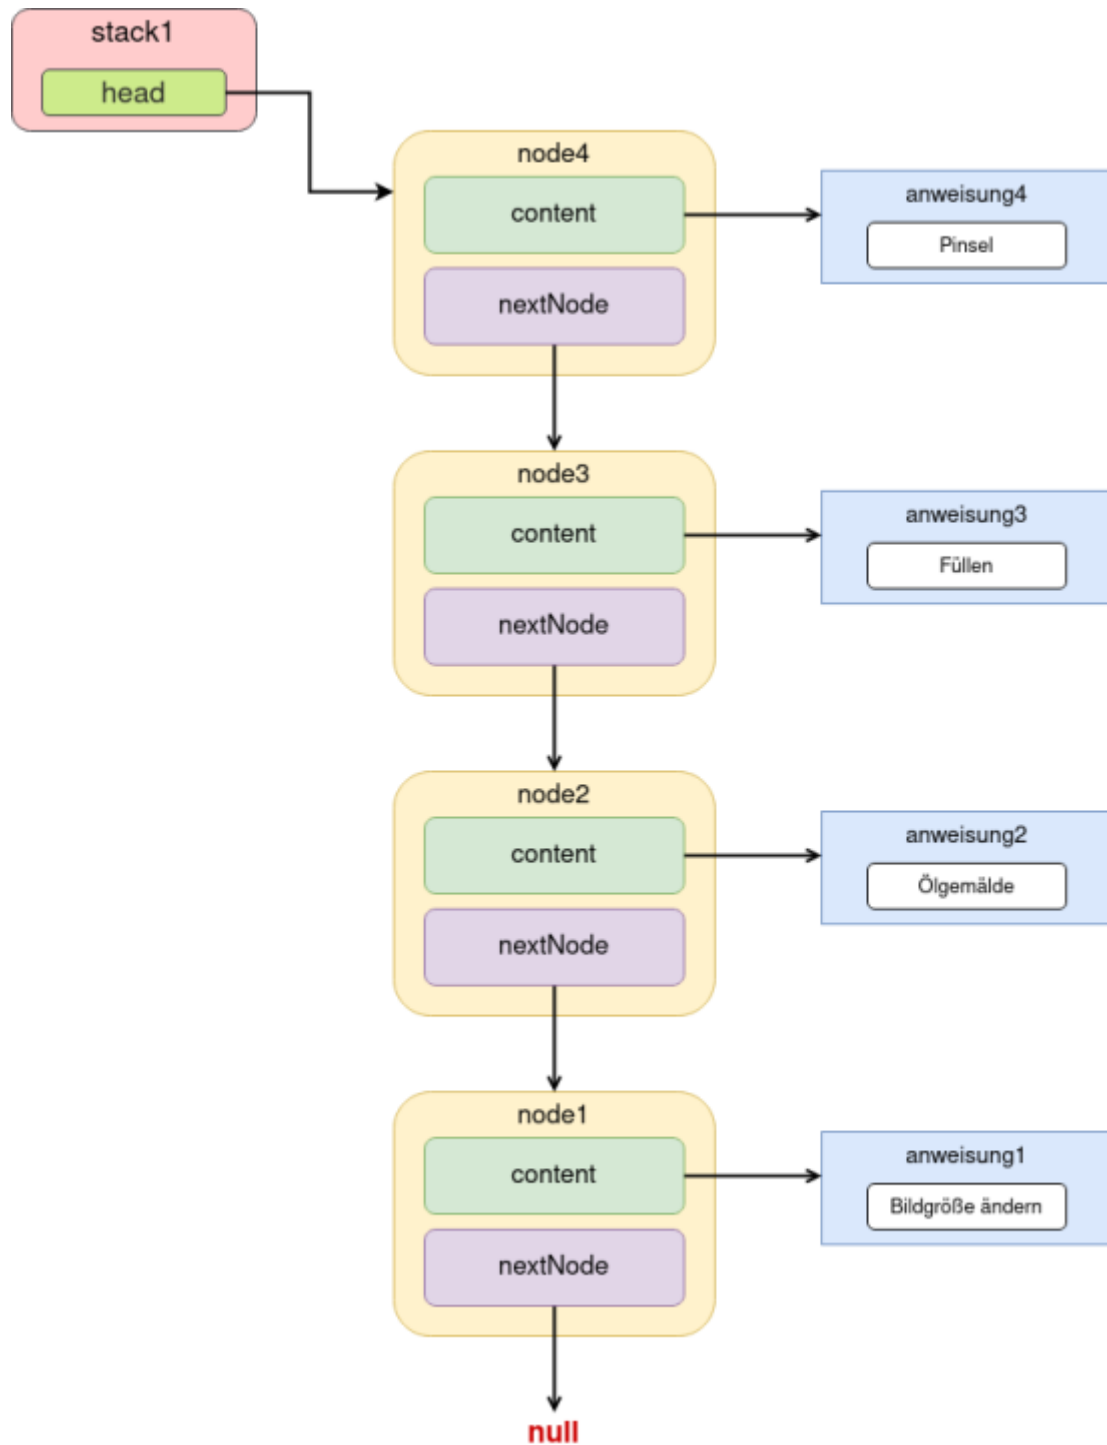 stack1
head
node4
content
nextNode
anweisung4
Pinsel
node3
content
nextNode
anweisung3
Füllen
node2
content
nextNode
anweisung2
Ölgemälde
node1
content
nextNode
anweisung1
Bildgröße ändern
null